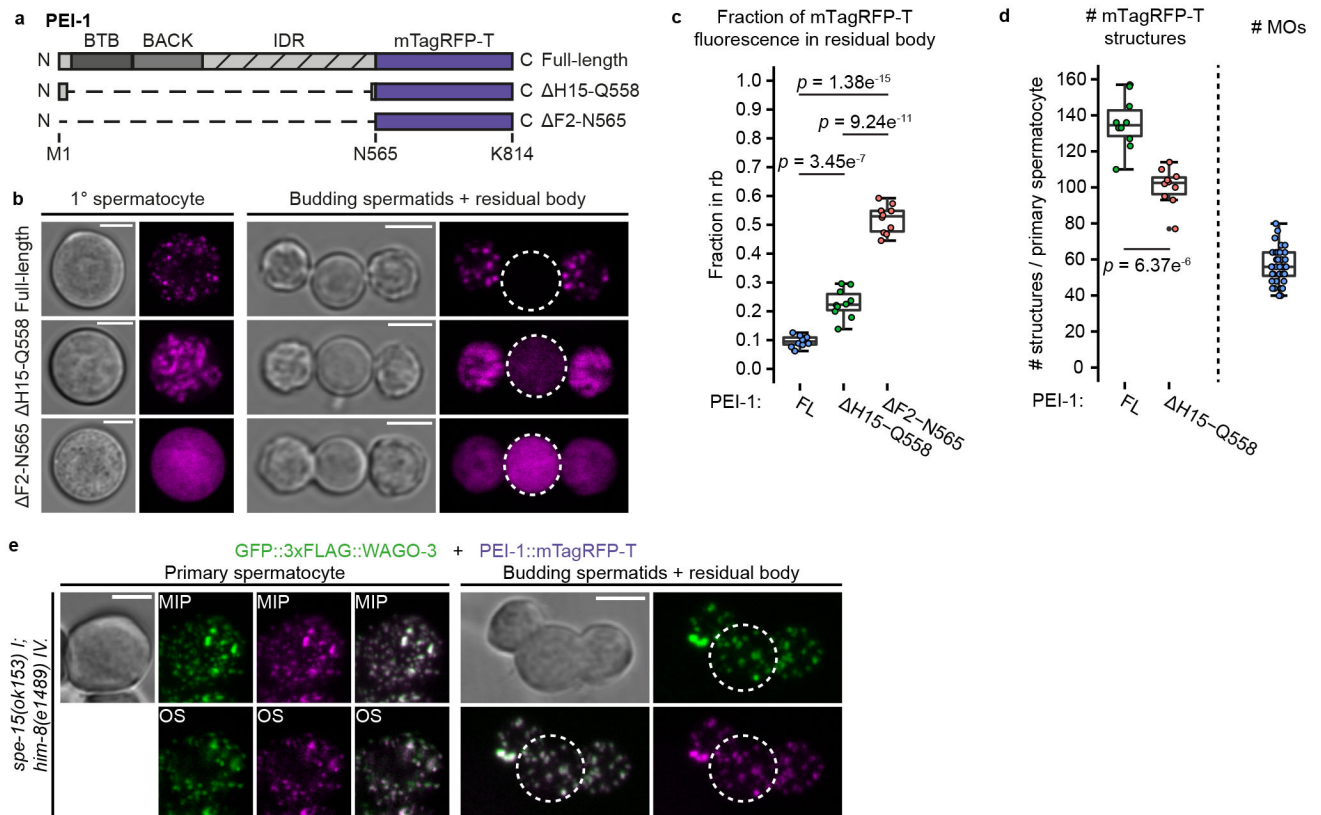 a PEI-1
BTB BACK IDR mTagRFP-T
N C Full-length
N C ΔH15-Q558
N C ΔF2-N565
M1 N565 K814
b 1° spermatocyte Budding spermatids + residual body
Full-length
ΔH15-Q558
ΔF2-N565
c Fraction of mTagRFP-T
fluorescence in residual body
Fraction in rb
1.0
0.9
0.8
0.7
0.6
0.5
0.4
0.3
0.2
0.1
0.0
p = 1.38e-15
p = 9.24e-11
p = 3.45e-7
PEI-1: FL ΔH15-Q558 ΔF2-N565
d # mTagRFP-T
structures
# MOs
# structures / primary spermatocyte
160
140
120
100
80
60
40
20
0
p = 6.37e-6
PEI-1: FL ΔH15-Q558
e GFP::3xFLAG::WAGO-3 + PEI-1::mTagRFP-T
Primary spermatocyte Budding spermatids + residual body
spe-15(ok153) I;
him-8(e1489) IV.
MIP MIP MIP
OS OS OS